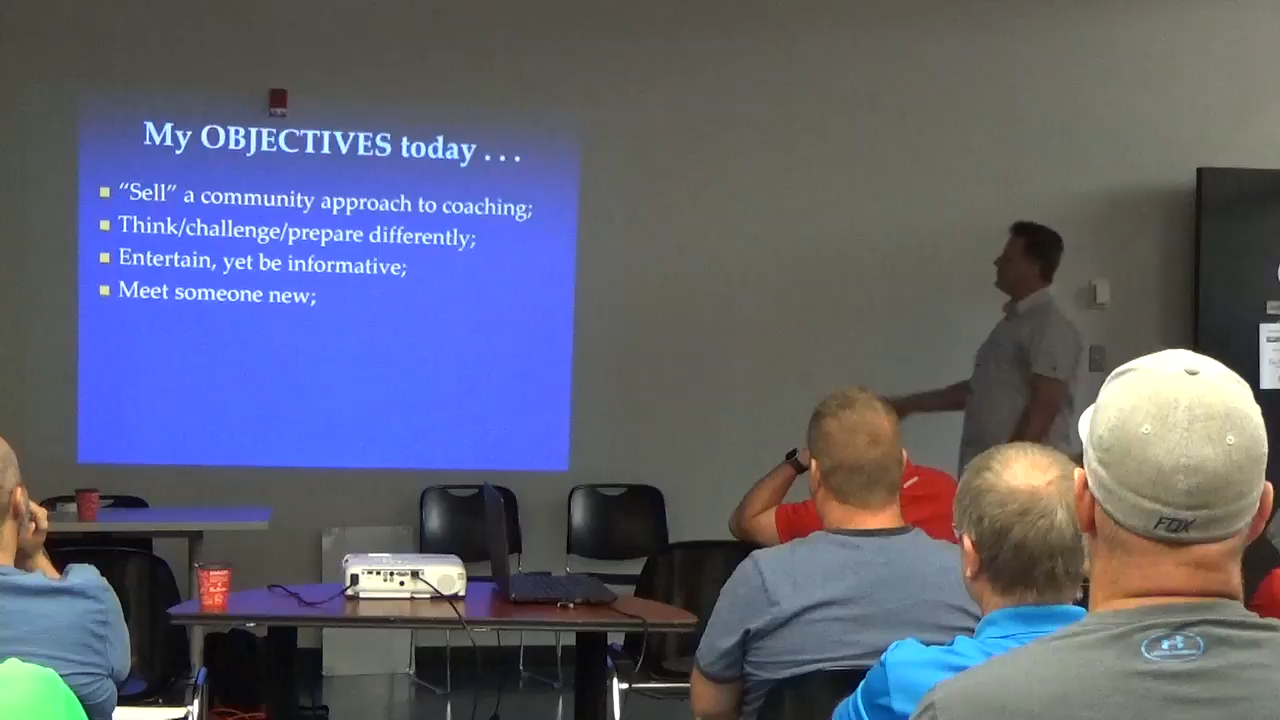 My OBJECTIVES today . . .
“Sell” a community approach to coaching;
Think/challenge/prepare differently;
Entertain, yet be informative;
Meet someone new;
FOX